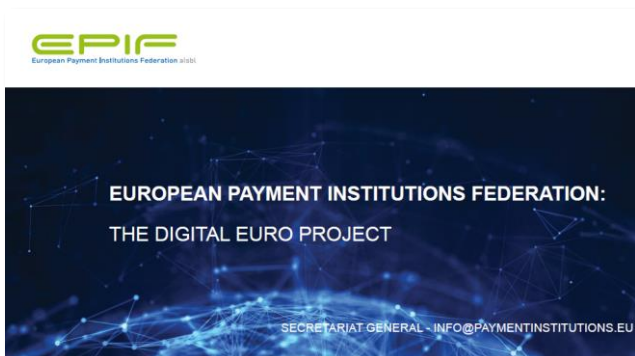 EPIF
European Payment Institutions Federation aisbl
EUROPEAN PAYMENT INSTITUTIONS FEDERATION:
THE DIGITAL EURO PROJECT
SECRETARIAT GENERAL - INFO@PAYMENTINSTITUTIONS.EU